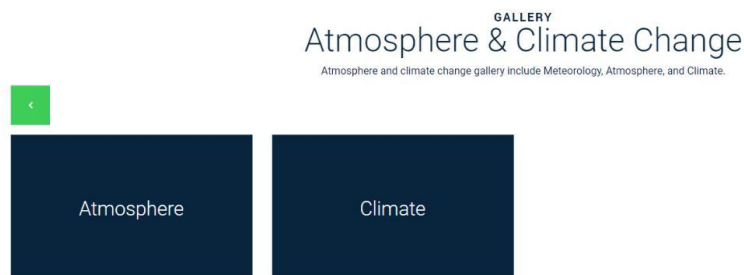 GALLERY
Atmosphere & Climate Change
Atmosphere and climate change gallery include Meteorology, Atmosphere, and Climate.
Atmosphere
Climate